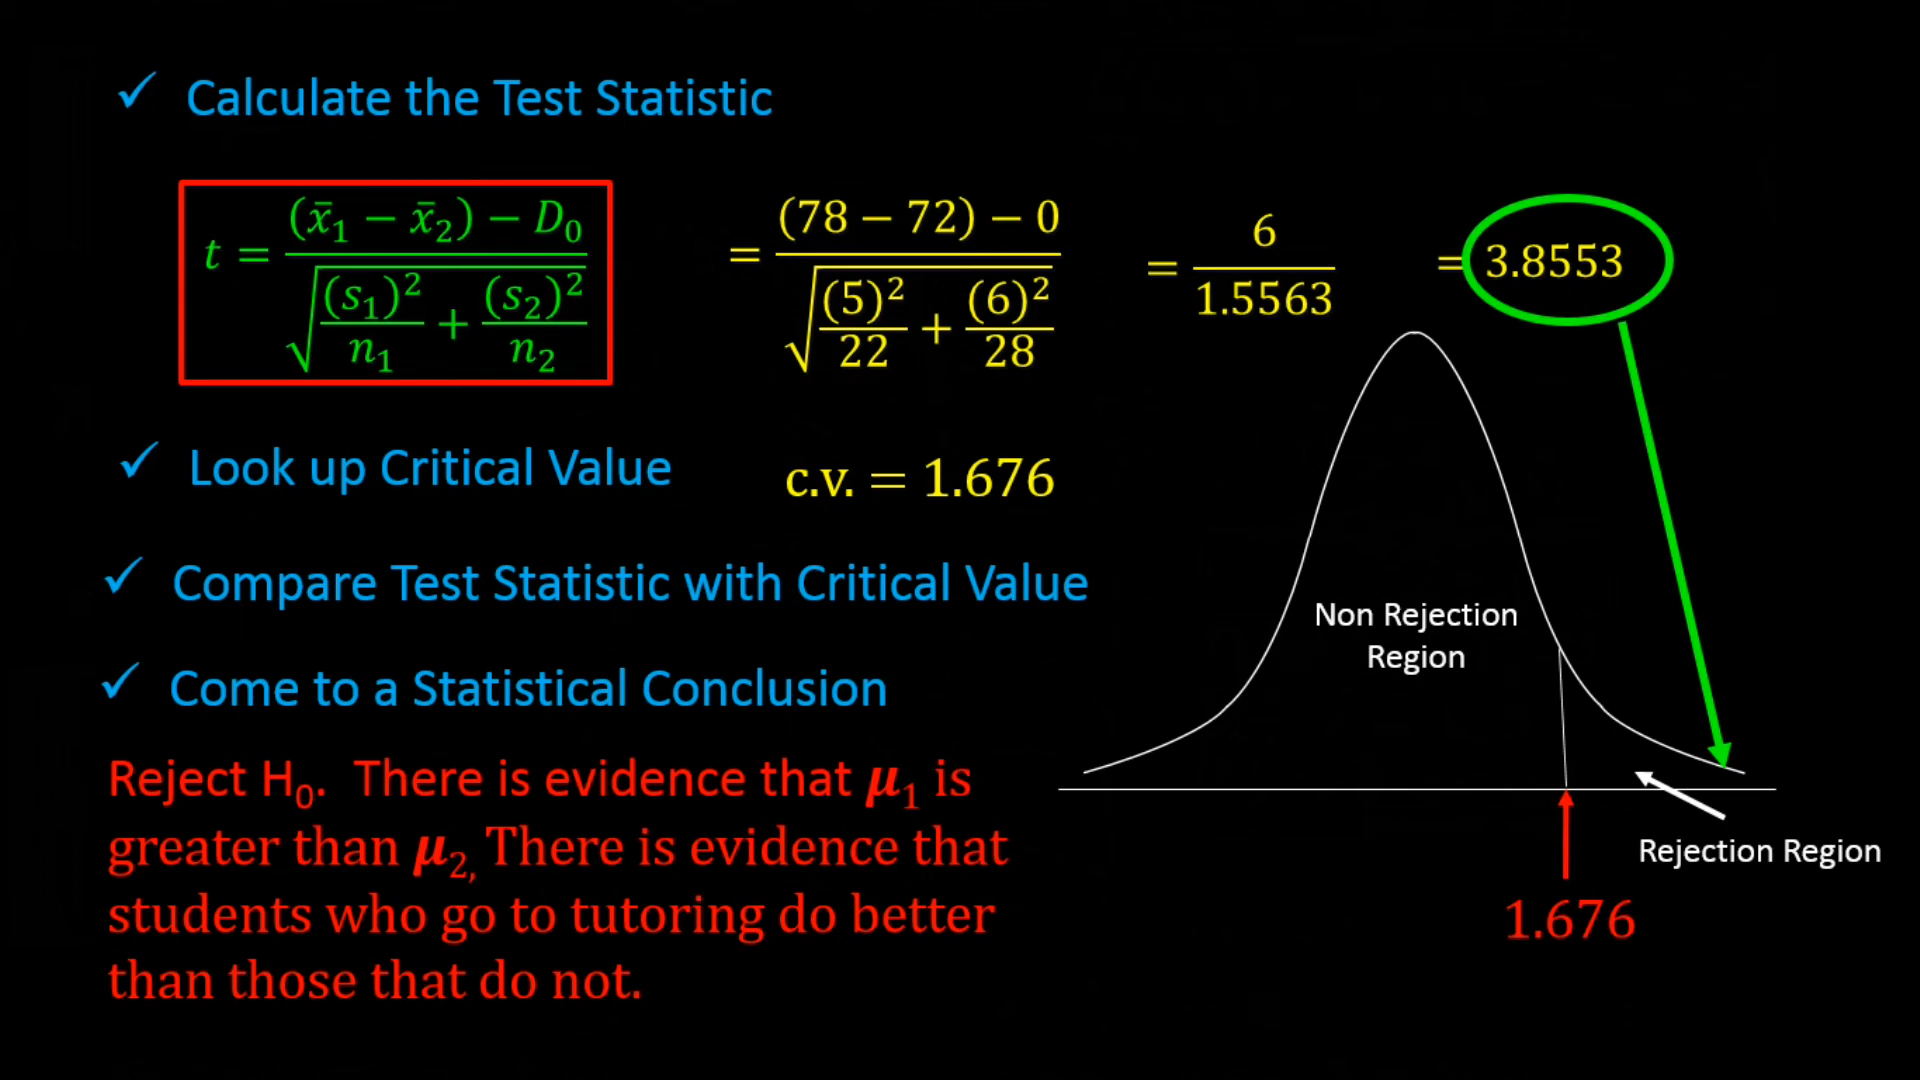 ✓ Calculate the Test Statistic
t = ((x̄₁ − x̄₂) − D₀) / √((s₁)²/n₁ + (s₂)²/n₂) = ((78 − 72) − 0) / √((5)²/22 + (6)²/28) = 6/1.5563 = 3.8553
✓ Look up Critical Value c.v. = 1.676
✓ Compare Test Statistic with Critical Value
✓ Come to a Statistical Conclusion
Reject H₀. There is evidence that μ₁ is
greater than μ₂, There is evidence that
students who go to tutoring do better
than those that do not.
Non Rejection
Region
Rejection Region
1.676